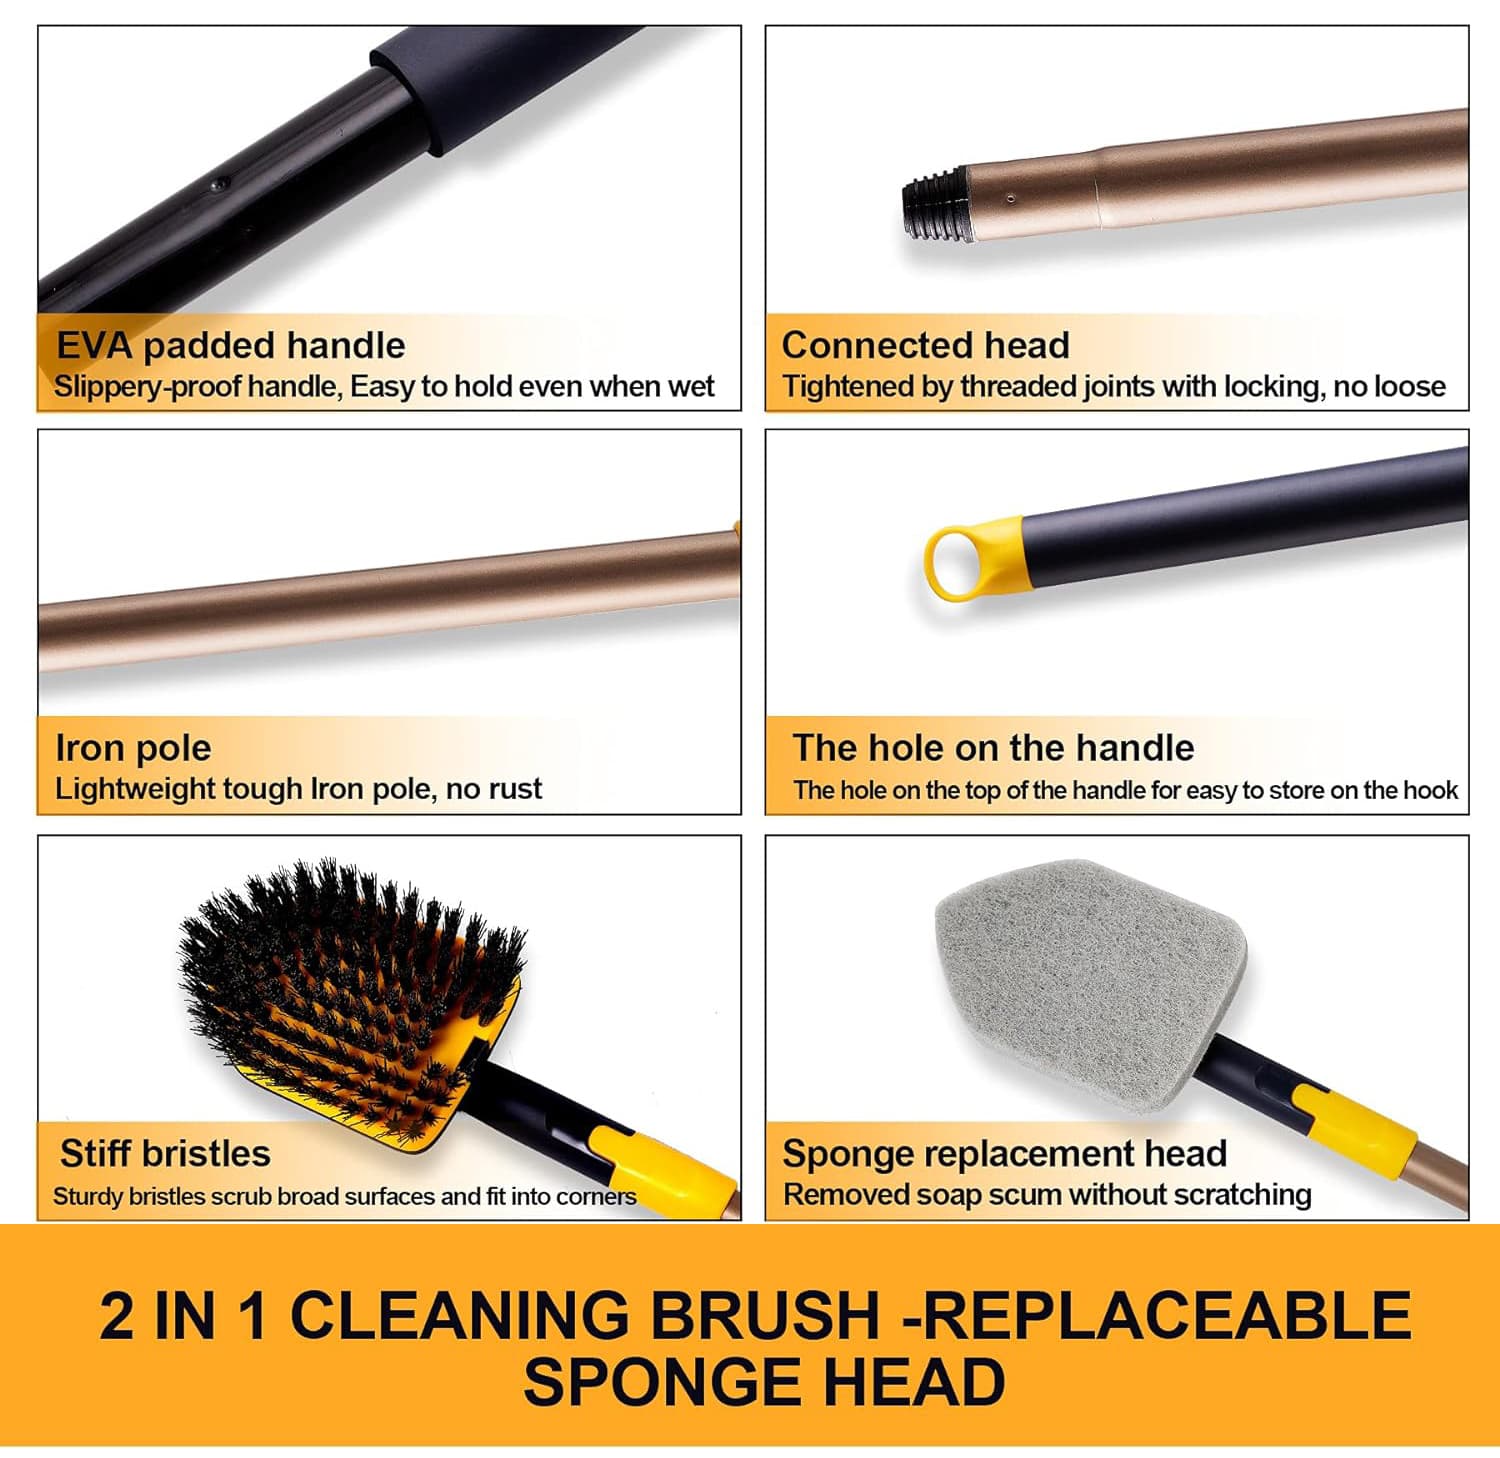 EVA padded handle
Slippery-proof handle, Easy to hold even when wet
Connected head
Tightened by threaded joints with locking, no loose
Iron pole
Lightweight tough Iron pole, no rust
The hole on the handle
The hole on the top of the handle for easy to store on the hook
Stiff bristles
Sturdy bristles scrub broad surfaces and fit into corners
Sponge replacement head
Removed soap scum without scratching
2 IN 1 CLEANING BRUSH -REPLACEABLE
SPONGE HEAD